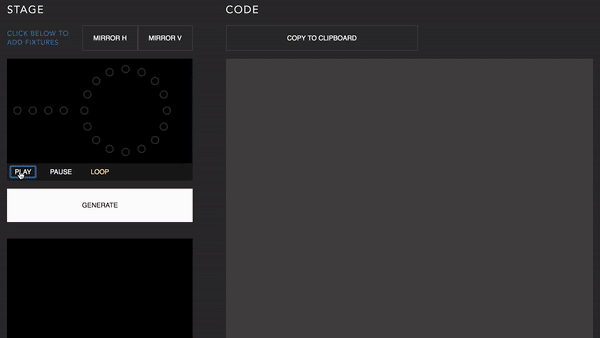 STAGE
CODE
CLICK BELOW TO
ADD FIXTURES
MIRROR H
MIRROR V
COPY TO CLIPBOARD
PLAY
PAUSE
LOOP
GENERATE